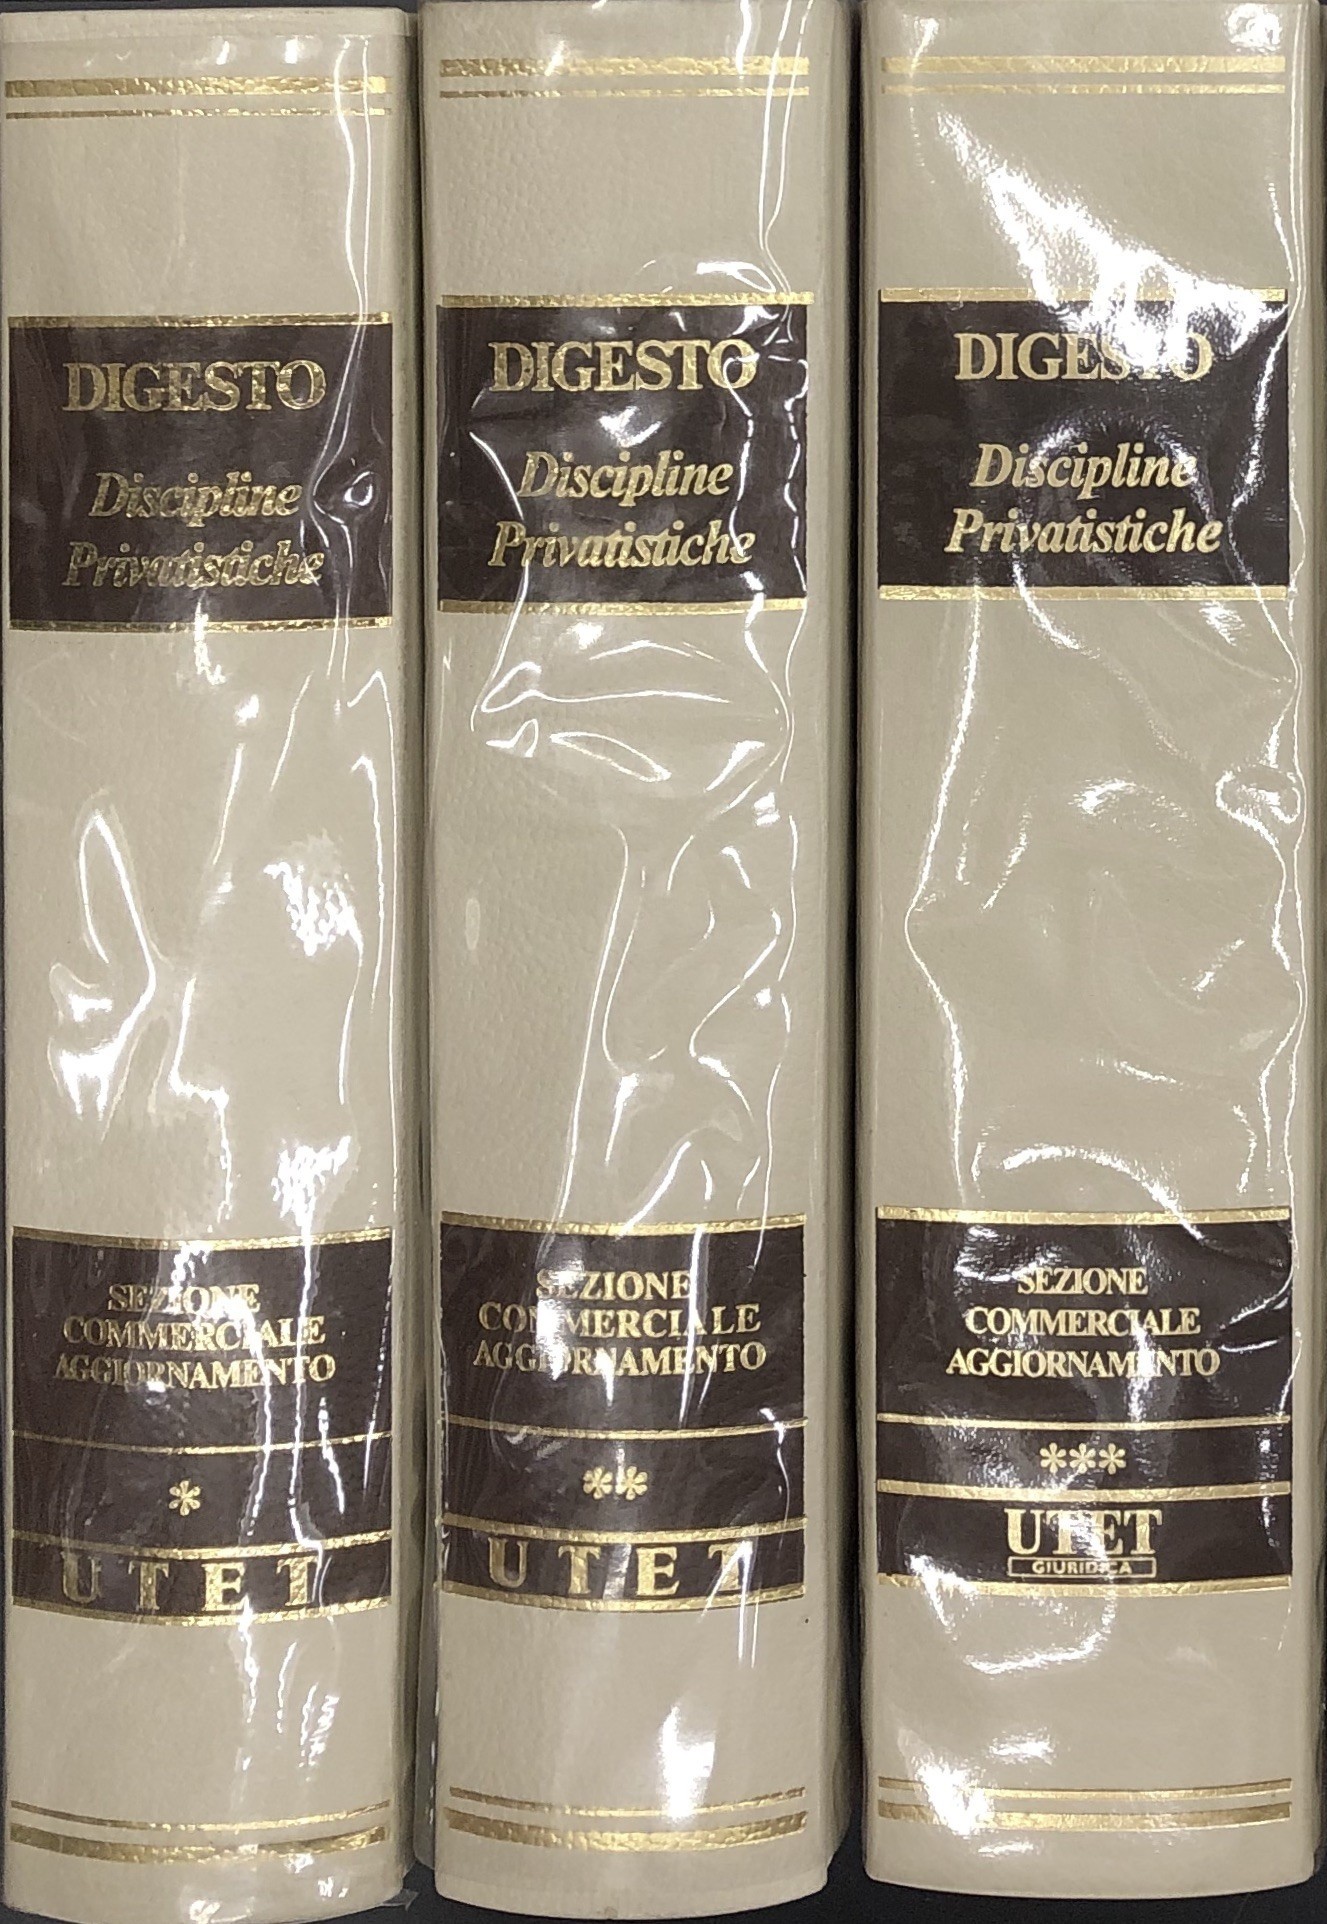 DIGESTO
Discipline
Privatistiche
SEZIONE
COMMERCIALE
AGGIORNAMENTO
*
UTET
DIGESTO
Discipline
Privatistiche
SEZIONE
COMMERCIALE
AGGIORNAMENTO
**
UTET
DIGESTO
Discipline
Privatistiche
SEZIONE
COMMERCIALE
AGGIORNAMENTO
***
UTET
GIURIDICA